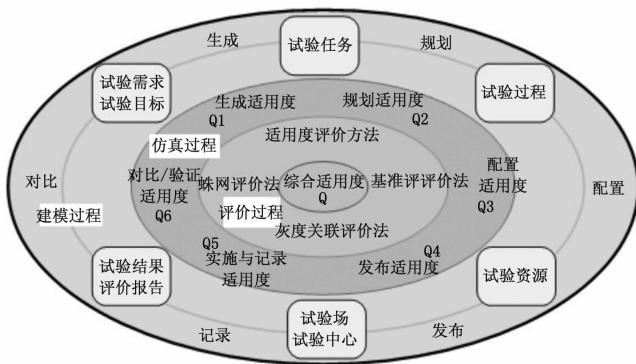 生成
试验任务
规划
试验需求
试验目标
试验过程
生成适用度
Q1
规划适用度
Q2
仿真过程
适用度评价方法
对比
对比/验证
适用度
Q6
蛛网评价法
综合适用度
Q
基准评评价法
配置
适用度
Q3
配置
建模过程
评价过程
灰度关联评价法
Q5
实施与记录
适用度
Q4
发布适用度
试验结果
评价报告
试验资源
记录
试验场
试验中心
发布